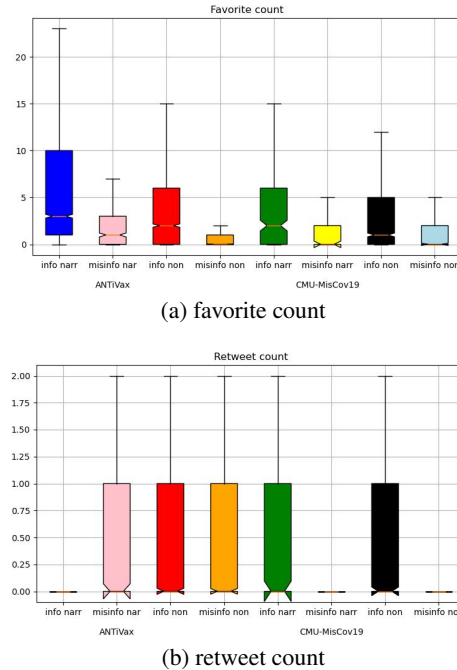 Favorite count
20
15
10
5
0
info narr misinfo nar info non misinfo non info narr misinfo narr info non misinfo non
ANTiVax CMU-MisCov19
(a) favorite count
Retweet count
2.00
1.75
1.50
1.25
1.00
0.75
0.50
0.25
0.00
info narr misinfo nar info non misinfo non info narr misinfo narr info non misinfo non
ANTiVax CMU-MisCov19
(b) retweet count